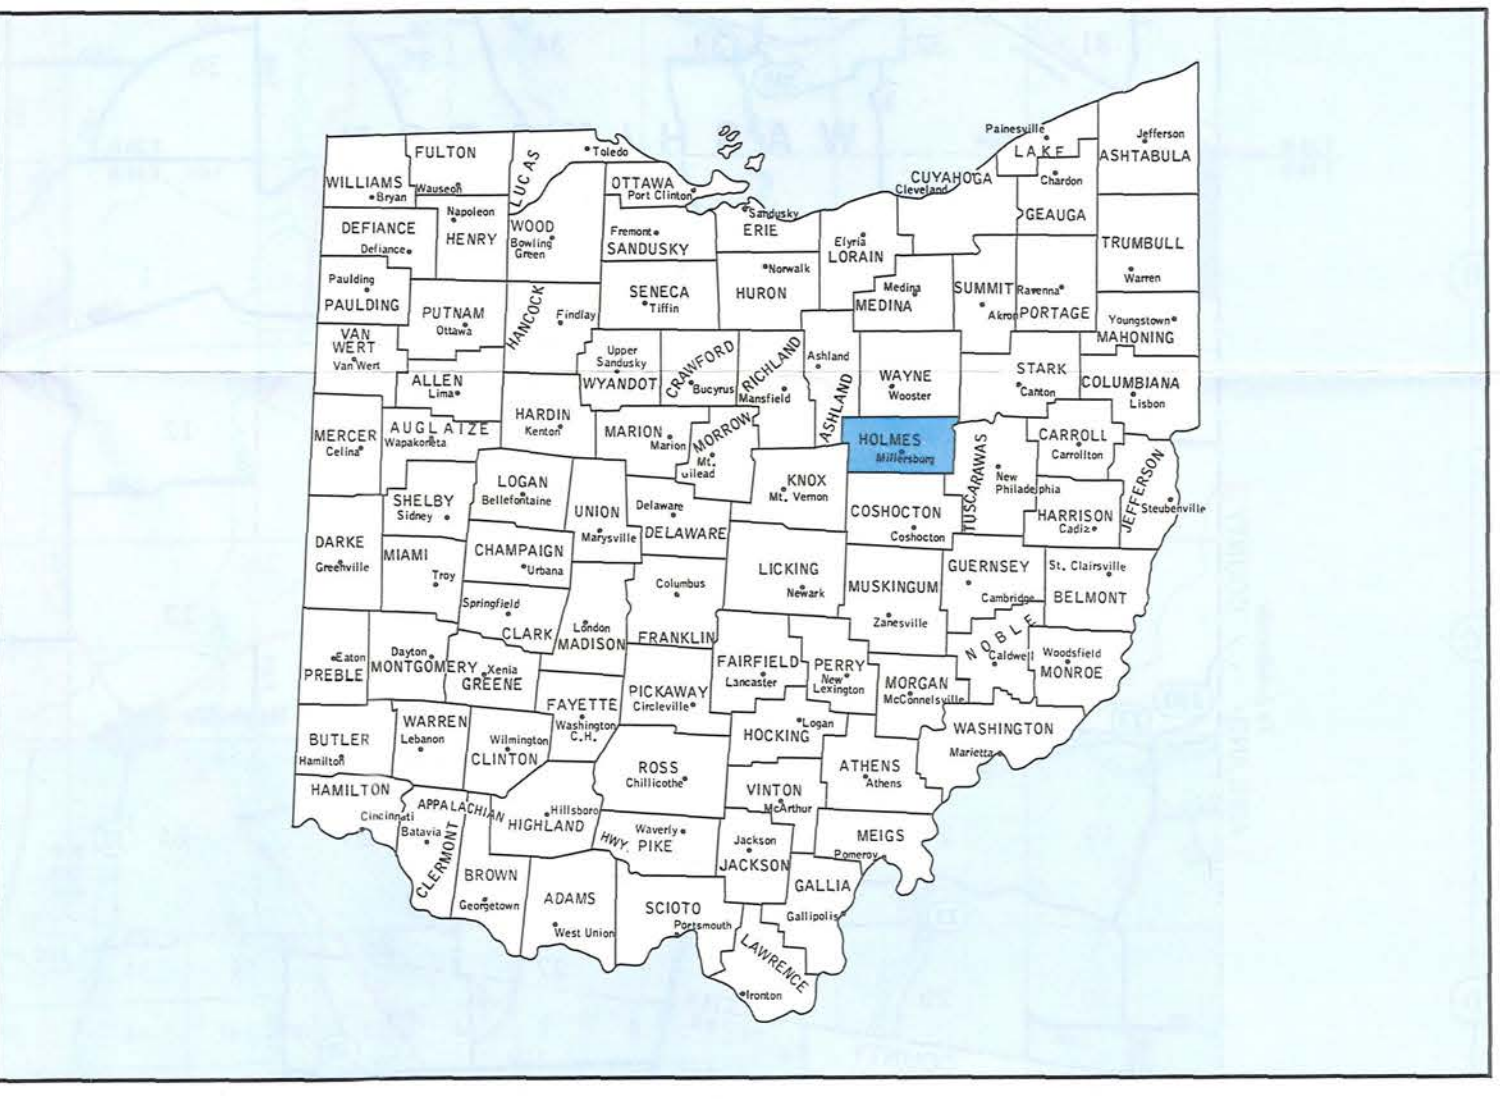 FULTON
Wauseon
WILLIAMS
Bryan
LUCAS
Toledo
OTTAWA
Port Clinton
DEFIANCE
Defiance
Napoleon
HENRY
WOOD
Bowling
Green
Fremont
SANDUSKY
Sandusky
ERIE
Elyria
LORAIN
CUYAHOGA
Cleveland
Painesville
LAKE
Chardon
GEAUGA
Jefferson
ASHTABULA
TRUMBULL
Warren
Paulding
PAULDING
PUTNAM
Ottawa
HANCOCK
Findlay
SENECA
Tiffin
Norwalk
HURON
Medina
MEDINA
SUMMIT
Akron
Ravenna
PORTAGE
Youngstown
MAHONING
VAN
WERT
Van Wert
ALLEN
Lima
Upper
Sandusky
WYANDOT
CRAWFORD
Bucyrus
RICHLAND
Mansfield
Ashland
ASHLAND
WAYNE
Wooster
STARK
Canton
COLUMBIANA
Lisbon
MERCER
Celina
AUGLAIZE
Wapakoneta
HARDIN
Kenton
MARION
Marion
MORROW
Mt.
Gilead
HOLMES
Millersburg
TUSCARAWAS
New
Philadelphia
CARROLL
Carrollton
JEFFERSON
Steubenville
SHELBY
Sidney
LOGAN
Bellefontaine
UNION
Marysville
Delaware
DELAWARE
KNOX
Mt. Vernon
COSHOCTON
Coshocton
HARRISON
Cadiz
DARKE
Greenville
MIAMI
Troy
CHAMPAIGN
Urbana
Columbus
FRANKLIN
LICKING
Newark
MUSKINGUM
Zanesville
GUERNSEY
Cambridge
St. Clairsville
BELMONT
Springfield
CLARK
London
MADISON
Eaton
PREBLE
Dayton
MONTGOMERY
Xenia
GREENE
FAYETTE
Washington
C.H.
PICKAWAY
Circleville
FAIRFIELD
Lancaster
PERRY
New
Lexington
MORGAN
McConnelsville
NOBLE
Caldwell
Woodsfield
MONROE
BUTLER
Hamilton
WARREN
Lebanon
Wilmington
CLINTON
ROSS
Chillicothe
HOCKING
Logan
ATHENS
Athens
WASHINGTON
Marietta
HAMILTON
Cincinnati
APPALACHIAN
HWY.
Batavia
CLERMONT
Hillsboro
HIGHLAND
Waverly
PIKE
VINTON
McArthur
Jackson
JACKSON
MEIGS
Pomeroy
BROWN
Georgetown
ADAMS
West Union
SCIOTO
Portsmouth
GALLIA
Gallipolis
LAWRENCE
Ironton